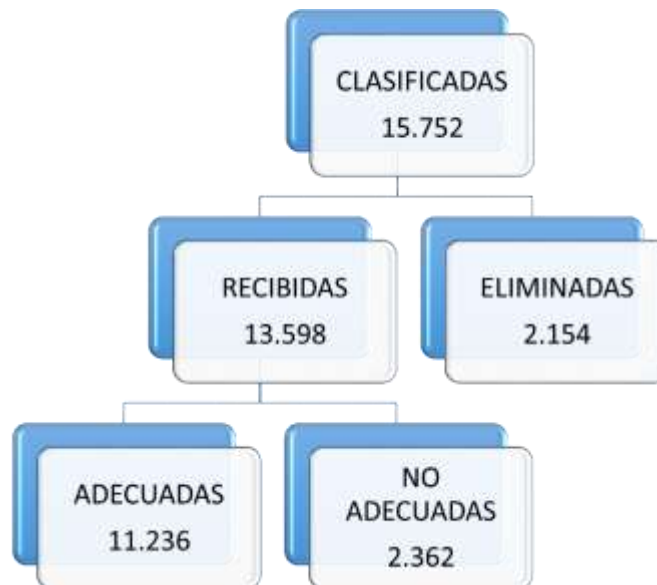 CLASIFICADAS
15.752
RECIBIDAS
13.598
ELIMINADAS
2.154
ADECUADAS
11.236
NO
ADECUADAS
2.362